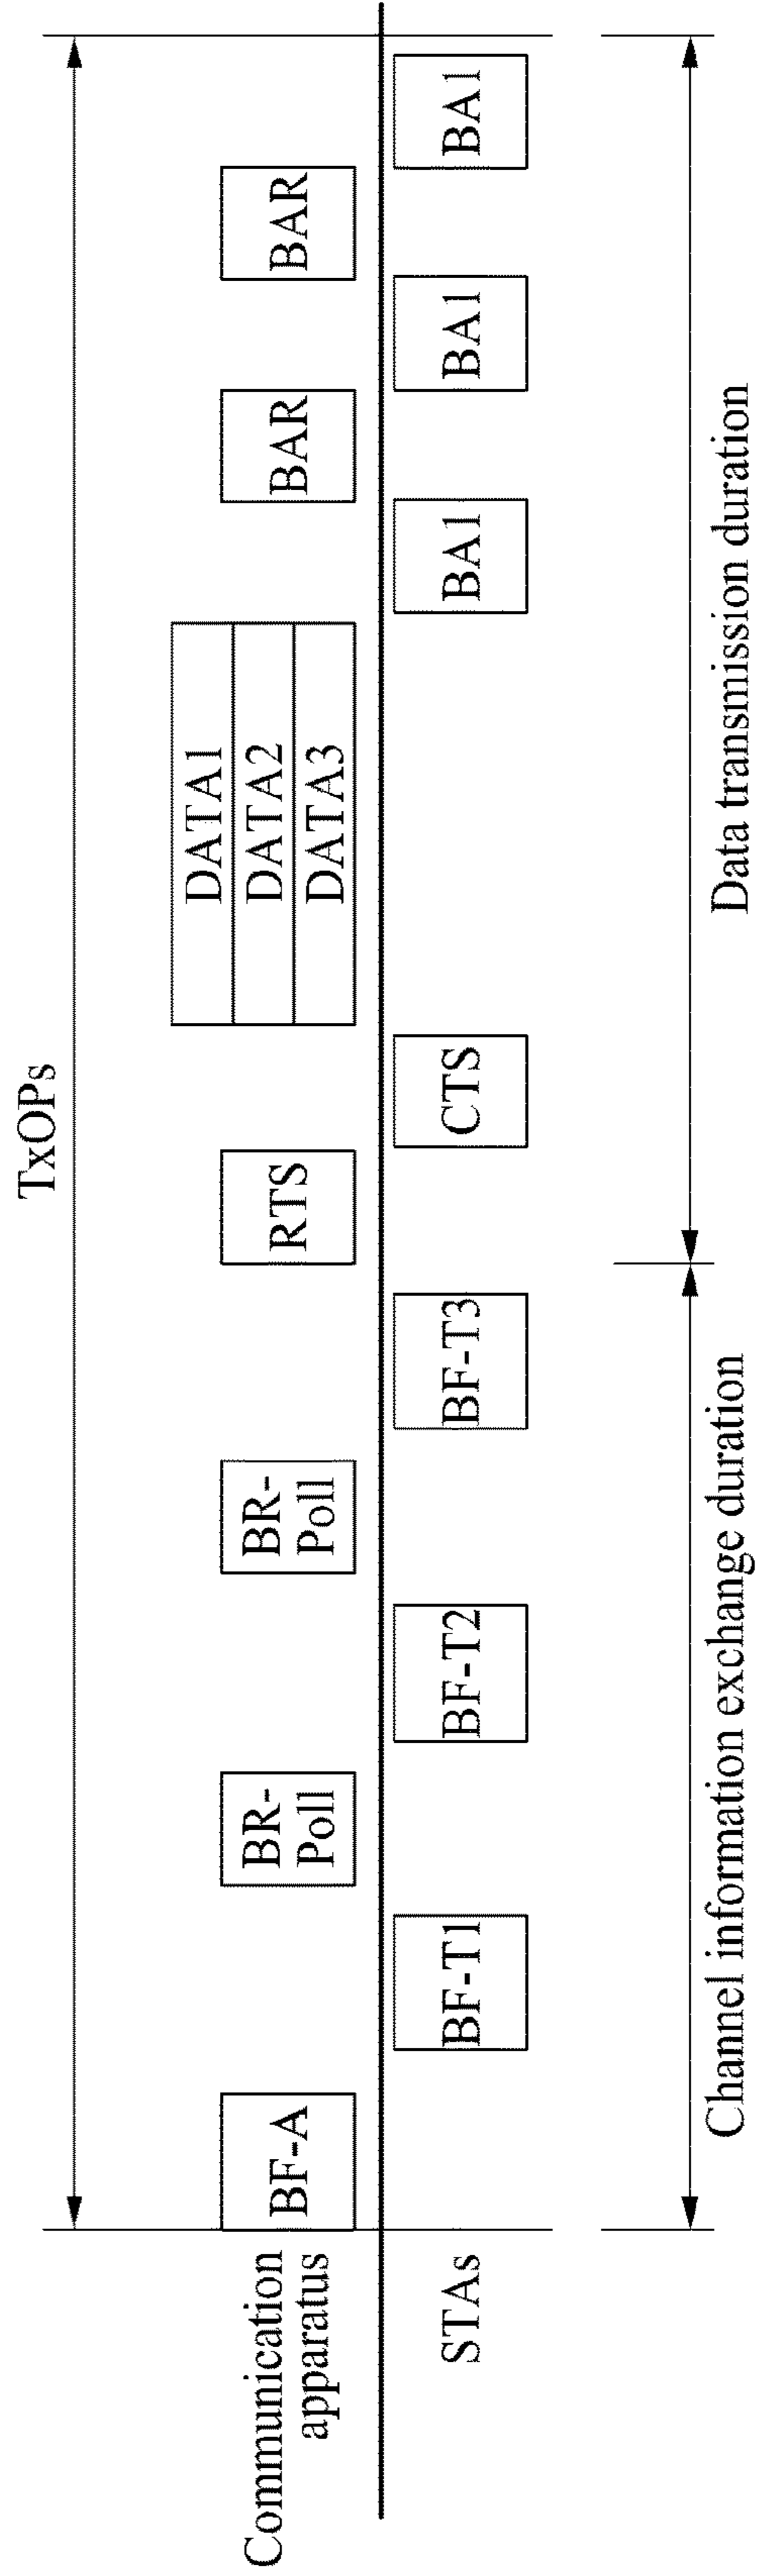 TxOPs
Communication
apparatus
BF-A
BR-
Poll
BR-
Poll
RTS
DATA1
DATA2
DATA3
BAR
BAR
STAs
BF-T1
BF-T2
BF-T3
CTS
BA1
BA1
BA1
Channel information exchange duration
Data transmission duration